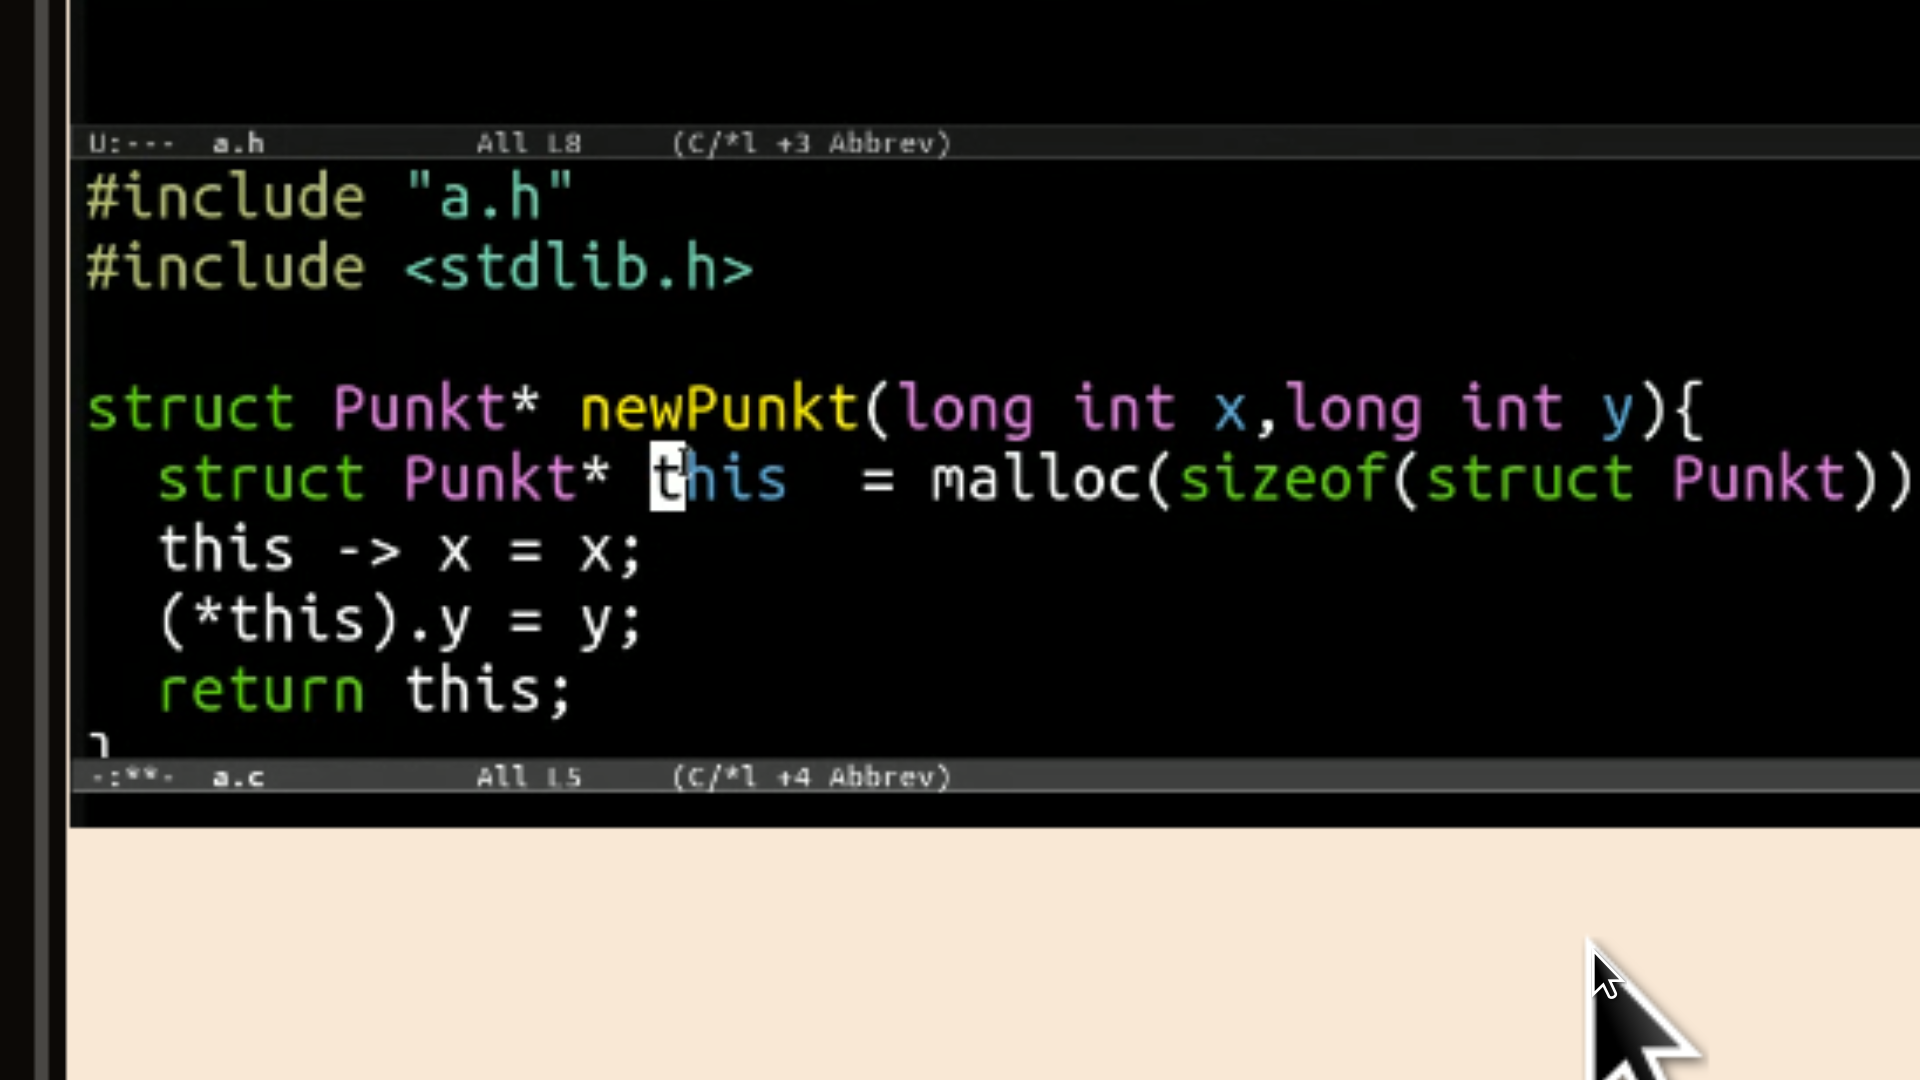 U:--- a.h All L8 (C/*l +3 Abbrev)
#include "a.h"
#include <stdlib.h>
struct Punkt* newPunkt(long int x,long int y){
  struct Punkt* this  = malloc(sizeof(struct Punkt))
  this -> x = x;
  (*this).y = y;
  return this;
}
-:**- a.c All L5 (C/*l +4 Abbrev)